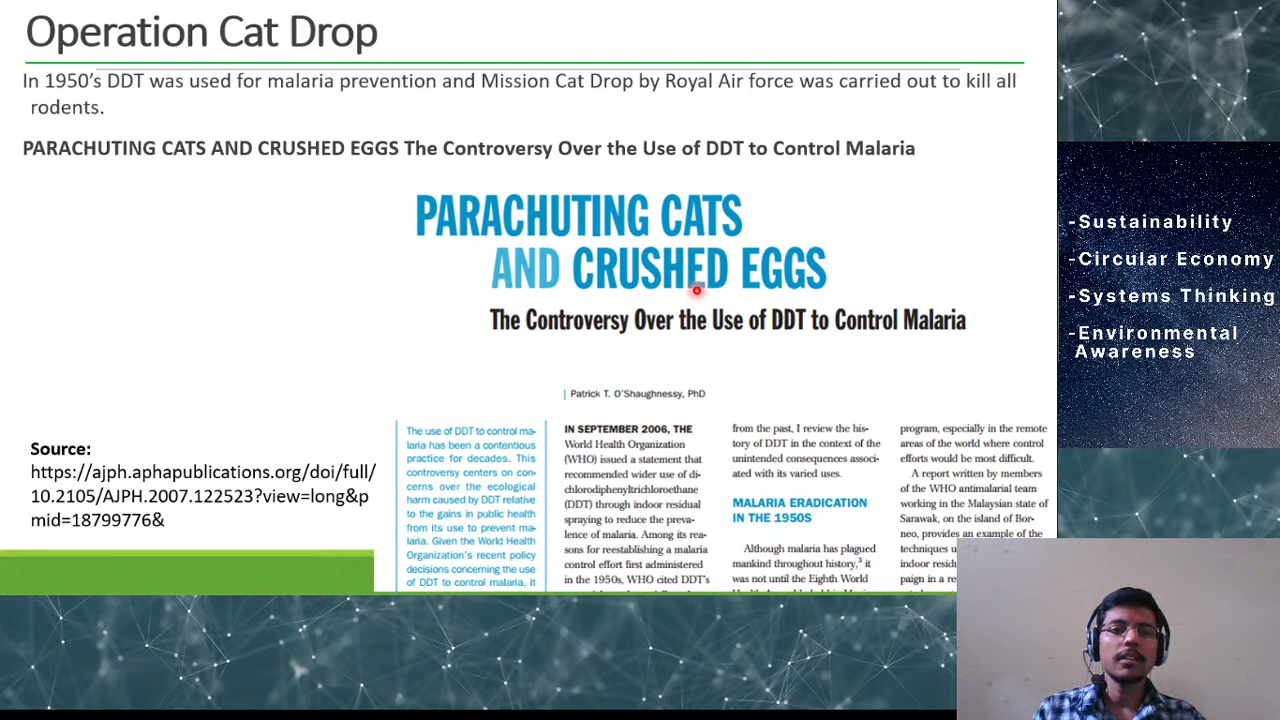 Operation Cat Drop
In 1950's DDT was used for malaria prevention and Mission Cat Drop by Royal Air force was carried out to kill all
rodents.
PARACHUTING CATS AND CRUSHED EGGS The Controversy Over the Use of DDT to Control Malaria
PARACHUTING CATS
AND CRUSHED EGGS
The Controversy Over the Use of DDT to Control Malaria
| Patrick T. O'Shaughnessy, PhD
The use of DDT to control ma-
laria has been a contentious
practice for decades. This
controversy centers on con-
cerns over the ecological
harm caused by DDT relative
to the gains in public health
from its use to prevent ma-
laria. Given the World Health
Organization's recent policy
decisions concerning the use
of DDT to control malaria, it
IN SEPTEMBER 2006, THE
World Health Organization
(WHO) issued a statement that
recommended wider use of di-
chlorodiphenyltrichloroethane
(DDT) through indoor residual
spraying to reduce the preva-
lence of malaria. Among its rea-
sons for reestablishing a malaria
control effort first administered
in the 1950s, WHO cited DDT's
from the past, I review the his-
tory of DDT in the context of the
unintended consequences associ-
ated with its varied uses.
MALARIA ERADICATION
IN THE 1950S
Although malaria has plagued
mankind throughout history,³ it
was not until the Eighth World
program, especially in the remote
areas of the world where control
efforts would be most difficult.
A report written by members
of the WHO antimalarial team
working in the Malaysian state of
Sarawak, on the island of Bor-
neo, provides an example of the
techniques u
indoor resid
paign in a re
Source:
https://ajph.aphapublications.org/doi/full/
10.2105/AJPH.2007.122523?view=long&p
mid=18799776&
-Sustainability
-Circular Economy
-Systems Thinking
-Environmental
Awareness